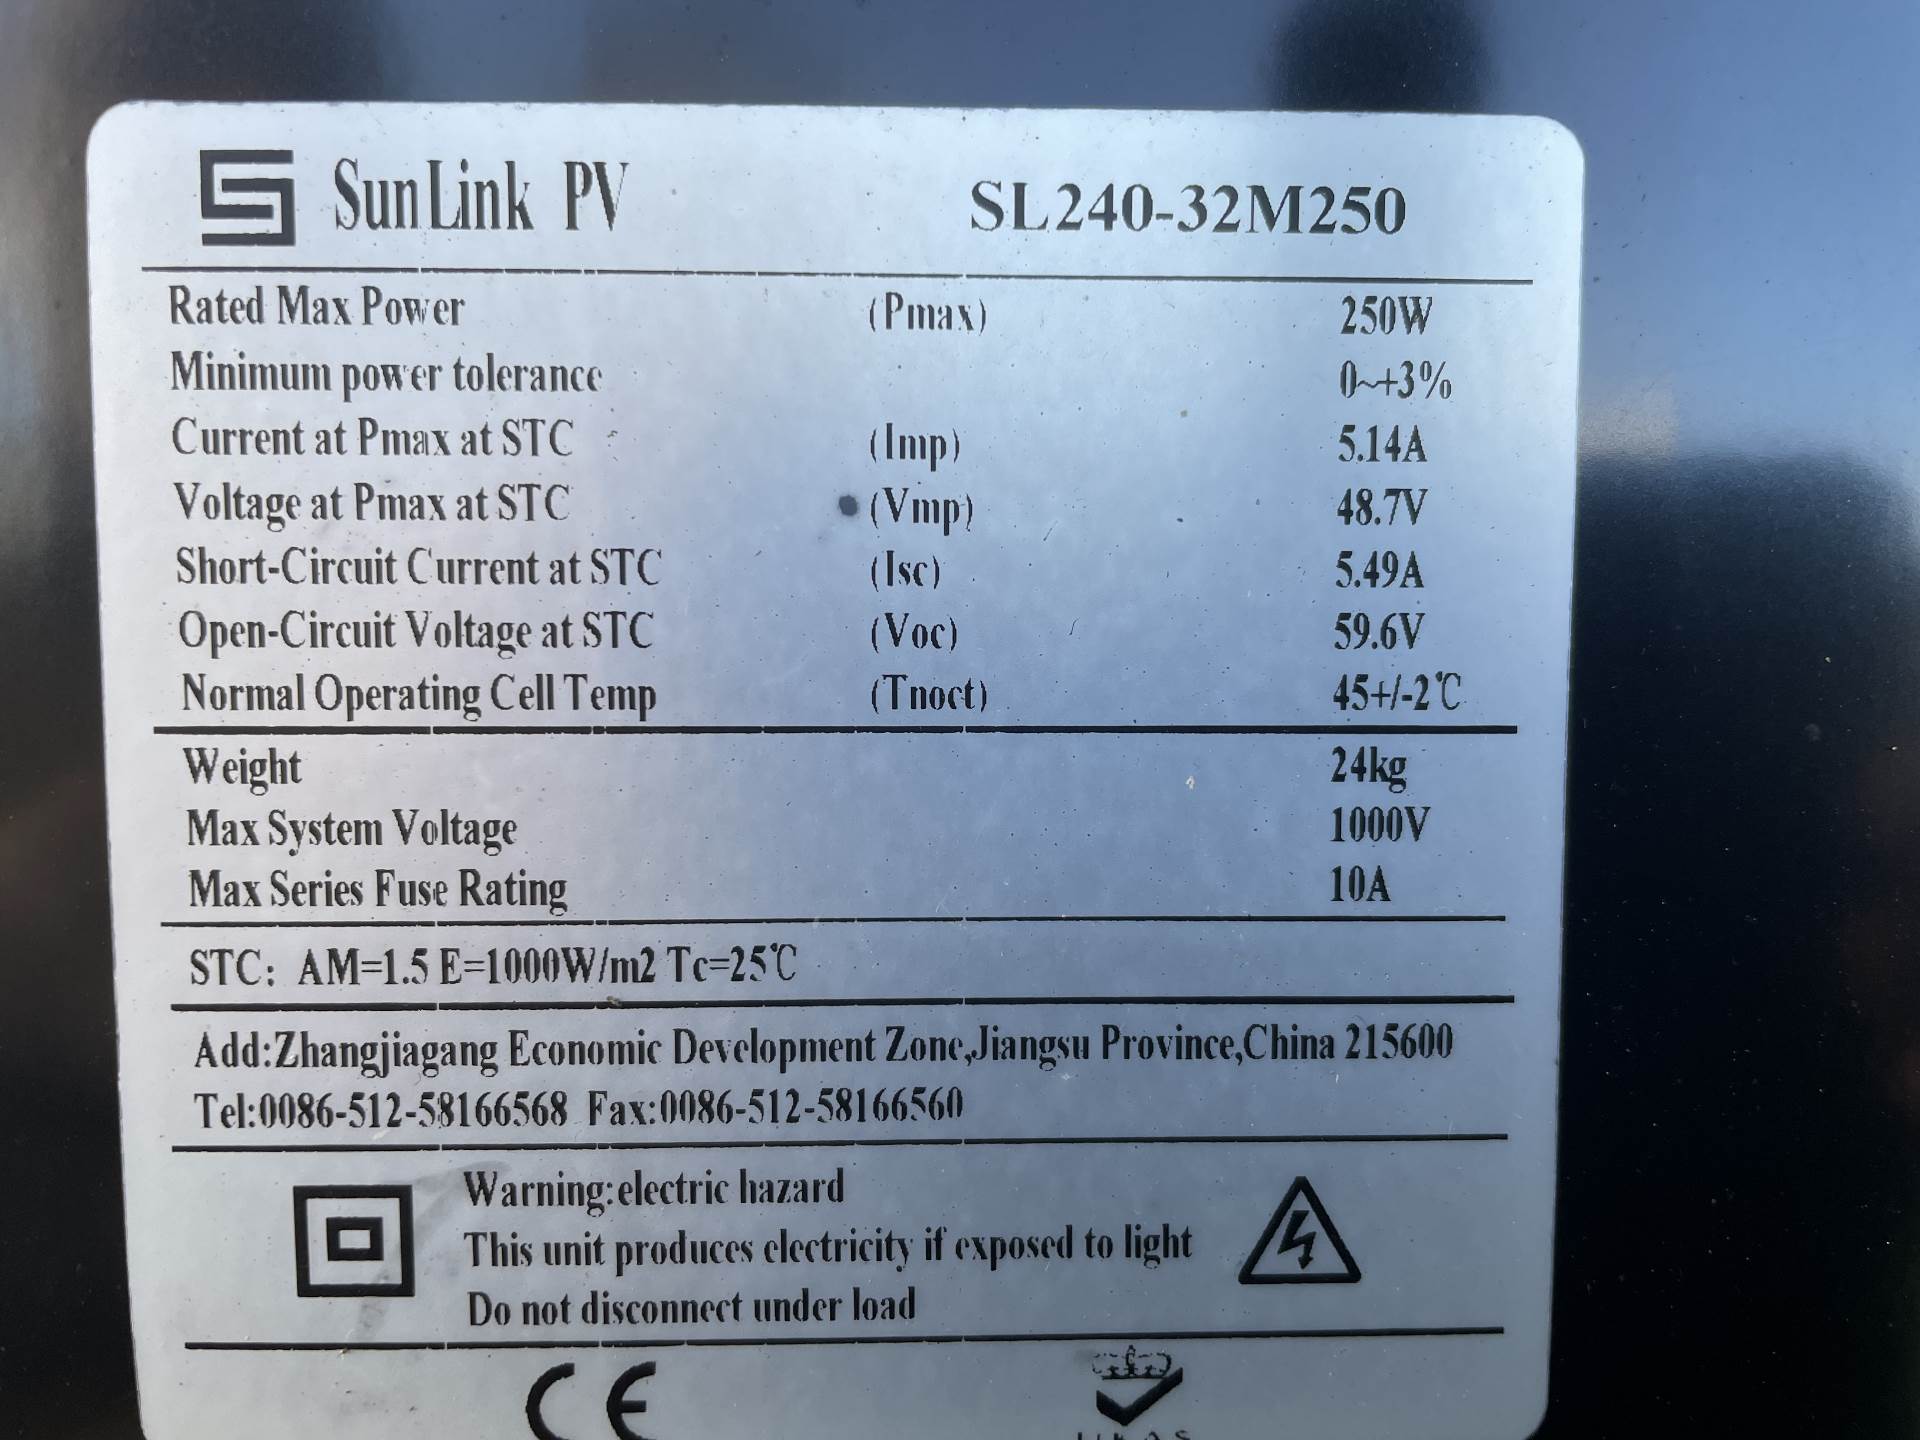 SunLink PV SL240-32M250
Rated Max Power (Pmax) 250W
Minimum power tolerance 0~+3%
Current at Pmax at STC (Imp) 5.14A
Voltage at Pmax at STC (Vmp) 48.7V
Short-Circuit Current at STC (Isc) 5.49A
Open-Circuit Voltage at STC (Voc) 59.6V
Normal Operating Cell Temp (Tnoct) 45+/-2℃
Weight 24kg
Max System Voltage 1000V
Max Series Fuse Rating 10A
STC: AM=1.5 E=1000W/m2 Tc=25℃
Add:Zhangjiagang Economic Development Zone,Jiangsu Province,China 215600
Tel:0086-512-58166568 Fax:0086-512-58166560
Warning:electric hazard
This unit produces electricity if exposed to light
Do not disconnect under load
CE